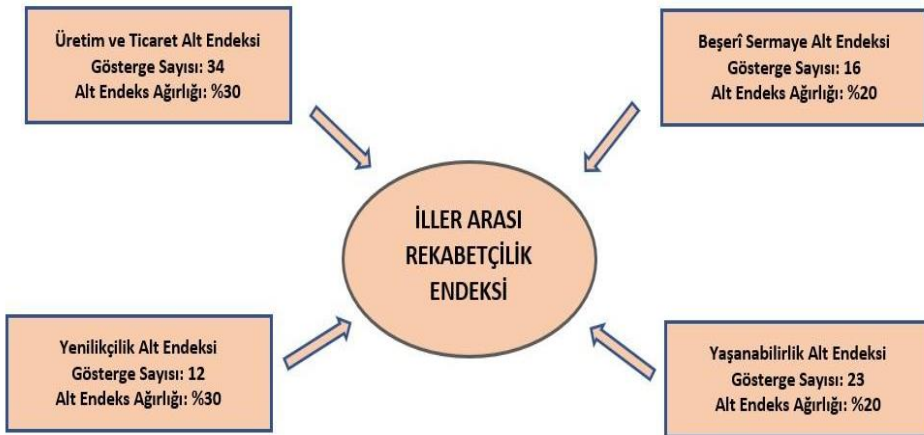 Üretim ve Ticaret Alt Endeksi
Gösterge Sayısı: 34
Alt Endeks Ağırlığı: %30
Beşerî Sermaye Alt Endeksi
Gösterge Sayısı: 16
Alt Endeks Ağırlığı: %20
İLLER ARASI
REKABETÇİLİK
ENDEKSİ
Yenilikçilik Alt Endeksi
Gösterge Sayısı: 12
Alt Endeks Ağırlığı: %30
Yaşanabilirlik Alt Endeksi
Gösterge Sayısı: 23
Alt Endeks Ağırlığı: %20